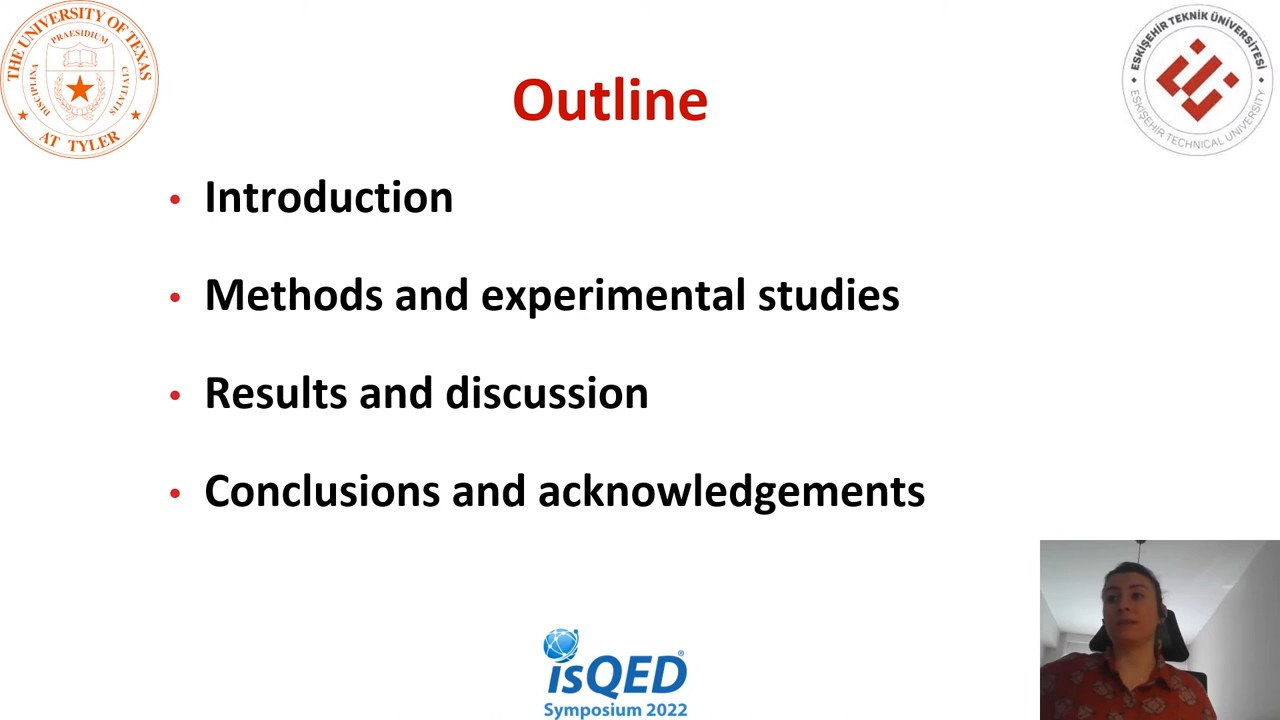 THE UNIVERSITY OF TEXAS
PRAESIDIUM
DISCIPLINA
CIVITATIS
AT TYLER
ESKİŞEHİR TEKNİK ÜNİVERSİTESİ
ESKİŞEHİR TECHNICAL UNIVERSITY
Outline
• Introduction
• Methods and experimental studies
• Results and discussion
• Conclusions and acknowledgements
isQED®
Symposium 2022